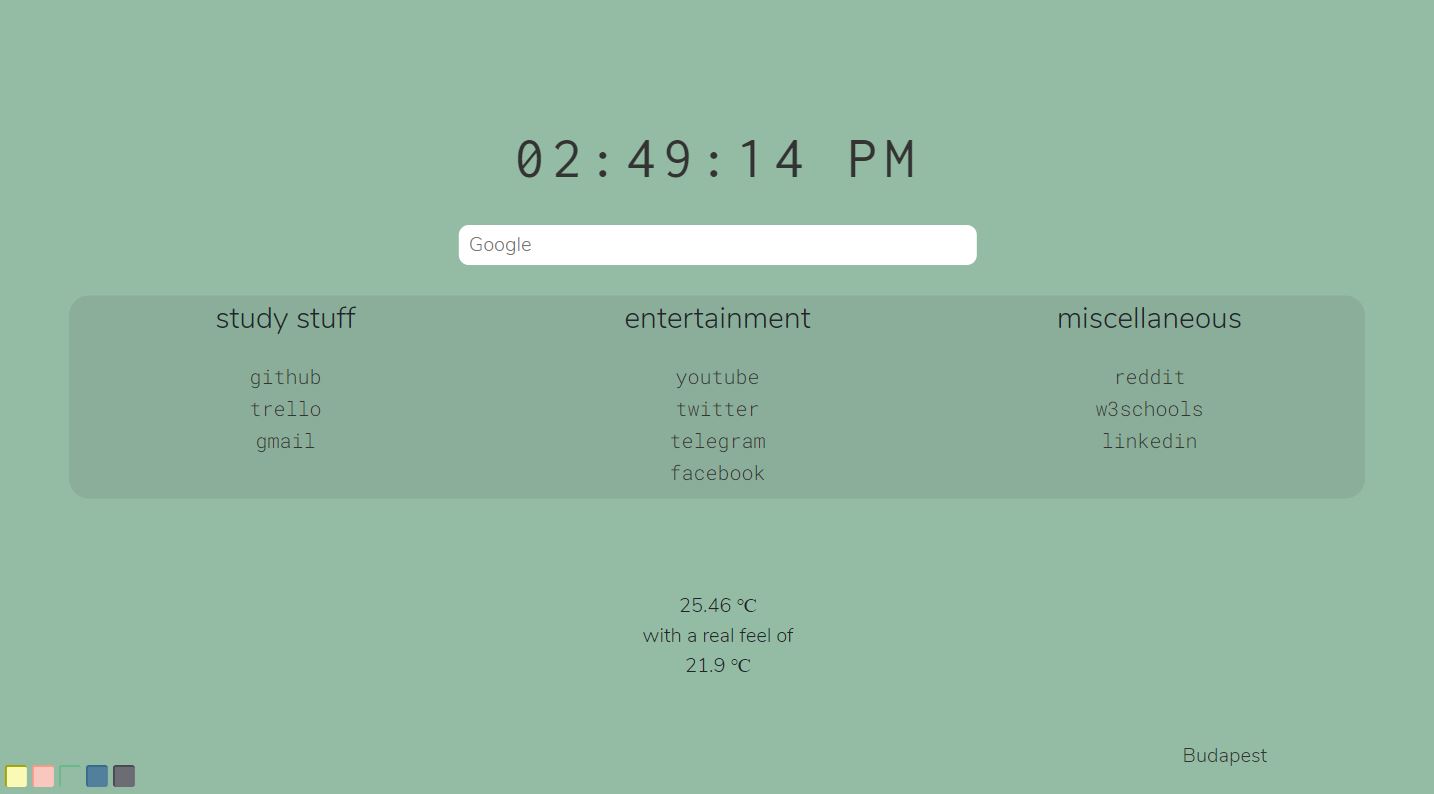 02:49:14 PM
Google
study stuff
github
trello
gmail
entertainment
youtube
twitter
telegram
facebook
miscellaneous
reddit
w3schools
linkedin
25.46 ℃
with a real feel of
21.9 ℃
Budapest